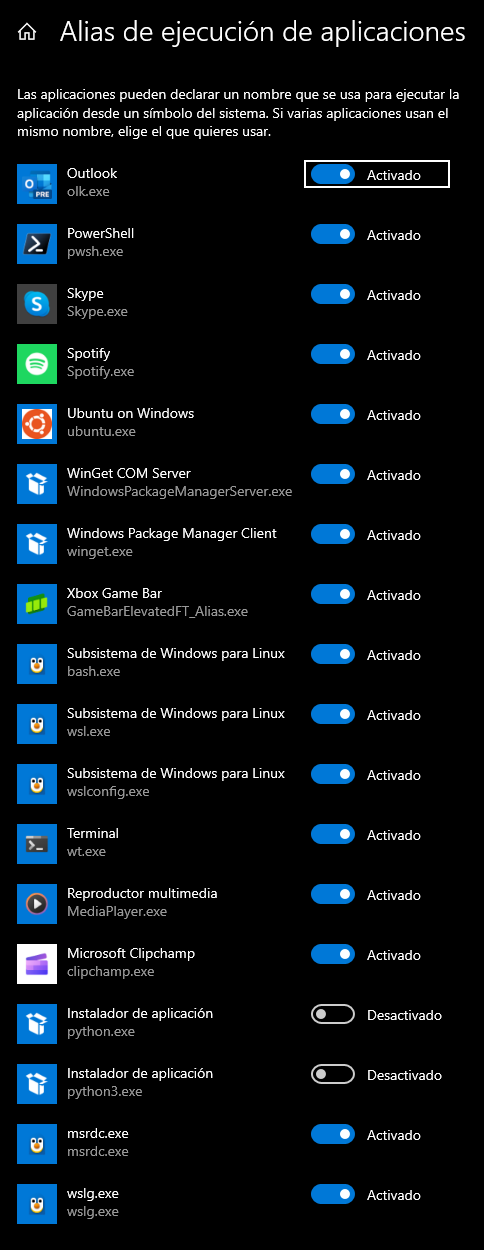 Alias de ejecución de aplicaciones
Las aplicaciones pueden declarar un nombre que se usa para ejecutar la
aplicación desde un símbolo del sistema. Si varias aplicaciones usan el
mismo nombre, elige el que quieres usar.
Outlook
olk.exe
Activado
PRE
PowerShell
pwsh.exe
Activado
Skype
Skype.exe
Activado
Spotify
Spotify.exe
Activado
Ubuntu on Windows
ubuntu.exe
Activado
WinGet COM Server
WindowsPackageManagerServer.exe
Activado
Windows Package Manager Client
winget.exe
Activado
Xbox Game Bar
GameBarElevatedFT_Alias.exe
Activado
Subsistema de Windows para Linux
bash.exe
Activado
Subsistema de Windows para Linux
wsl.exe
Activado
Subsistema de Windows para Linux
wslconfig.exe
Activado
Terminal
wt.exe
Activado
Reproductor multimedia
MediaPlayer.exe
Activado
Microsoft Clipchamp
clipchamp.exe
Activado
Instalador de aplicación
python.exe
Desactivado
Instalador de aplicación
python3.exe
Desactivado
msrdc.exe
msrdc.exe
Activado
wslg.exe
wslg.exe
Activado